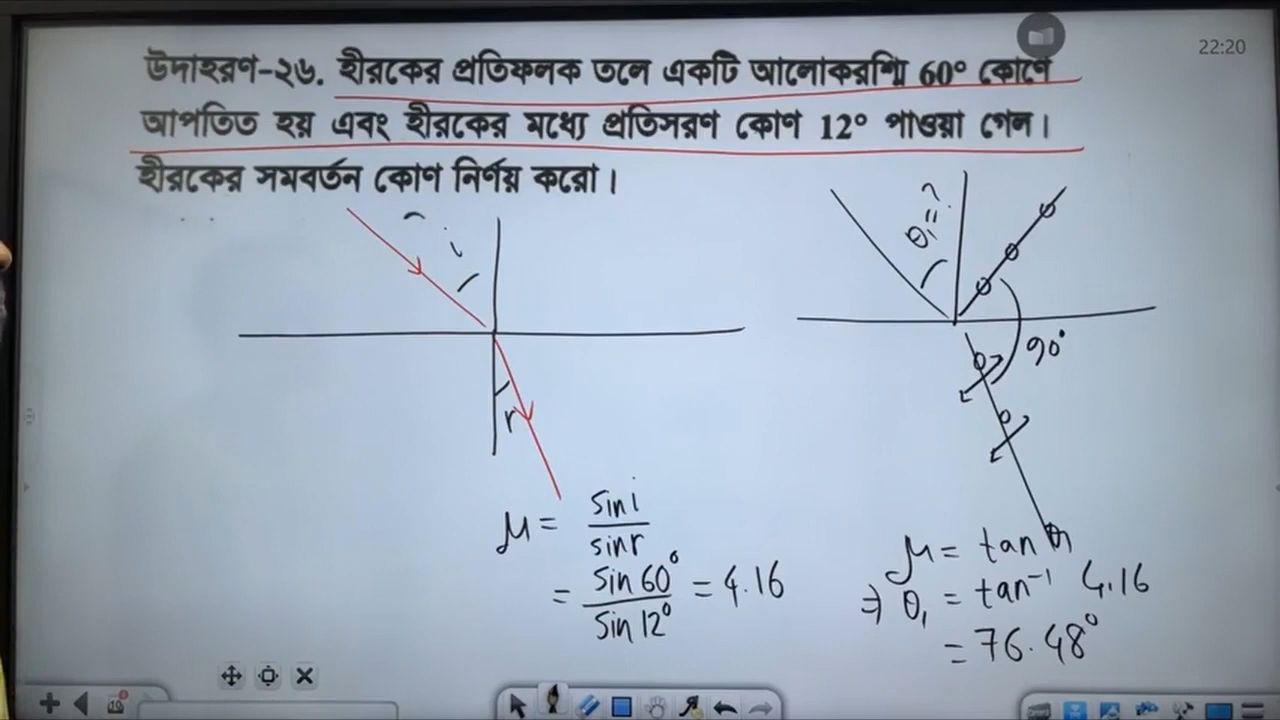 22:20
উদাহরণ-২৬. হীরকের প্রতিফলক তলে একটি আলোকরশ্মি 60° কোণে
আপতিত হয় এবং হীরকের মধ্যে প্রতিসরণ কোণ 12° পাওয়া গেল।
হীরকের সমবর্তন কোণ নির্ণয় করো।
i
r
θ₁ = ?
90°
μ = sin i / sin r
= sin 60° / sin 12° = 4.16
μ = tan θ₁
⇒ θ₁ = tan⁻¹ 4.16
= 76.48°